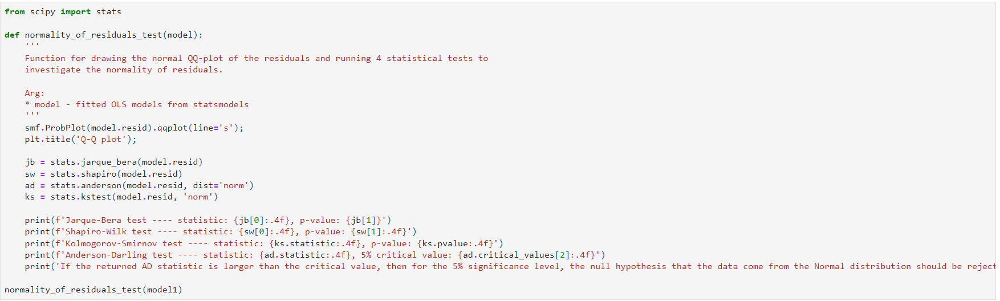 from scipy import stats

def normality_of_residuals_test(model):
    '''
    Function for drawing the normal QQ-plot of the residuals and running 4 statistical tests to
    investigate the normality of residuals.

    Arg:
    * model - fitted OLS models from statsmodels
    '''
    smf.ProbPlot(model.resid).qqplot(line='s');
    plt.title('Q-Q plot');

    jb = stats.jarque_bera(model.resid)
    sw = stats.shapiro(model.resid)
    ad = stats.anderson(model.resid, dist='norm')
    ks = stats.kstest(model.resid, 'norm')

    print(f'Jarque-Bera test ---- statistic: {jb[0]:.4f}, p-value: {jb[1]}')
    print(f'Shapiro-Wilk test ---- statistic: {sw[0]:.4f}, p-value: {sw[1]:.4f}')
    print(f'Kolmogorov-Smirnov test ---- statistic: {ks.statistic:.4f}, p-value: {ks.pvalue:.4f}')
    print(f'Anderson-Darling test ---- statistic: {ad.statistic:.4f}, 5% critical value: {ad.critical_values[2]:.4f}')
    print('If the returned AD statistic is larger than the critical value, then for the 5% significance level, the null hypothesis that the data come from the Normal distribution should be reject

normality_of_residuals_test(model1)